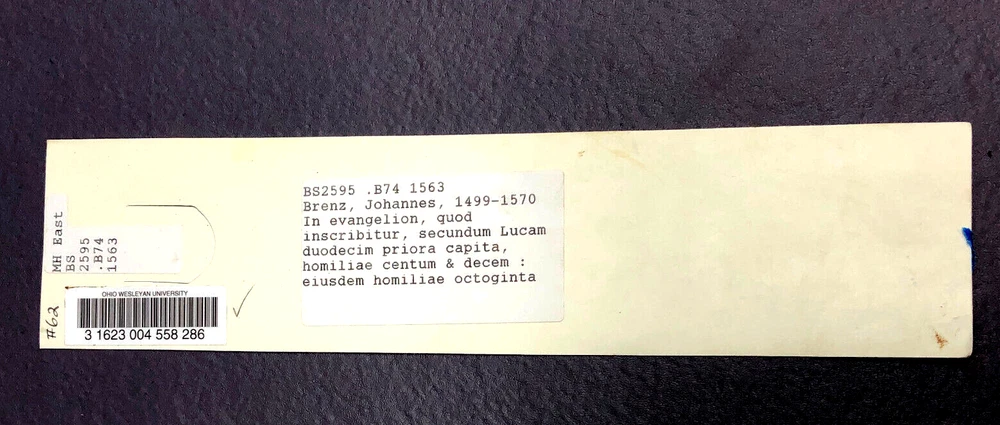 MH East
BS
2595
.B74
1563
#62
OHIO WESLEYAN UNIVERSITY
3 1623 004 558 286
BS2595 .B74 1563
Brenz, Johannes, 1499-1570
In evangelion, quod
inscribitur, secundum Lucam
duodecim priora capita,
homiliae centum & decem :
eiusdem homiliae octoginta